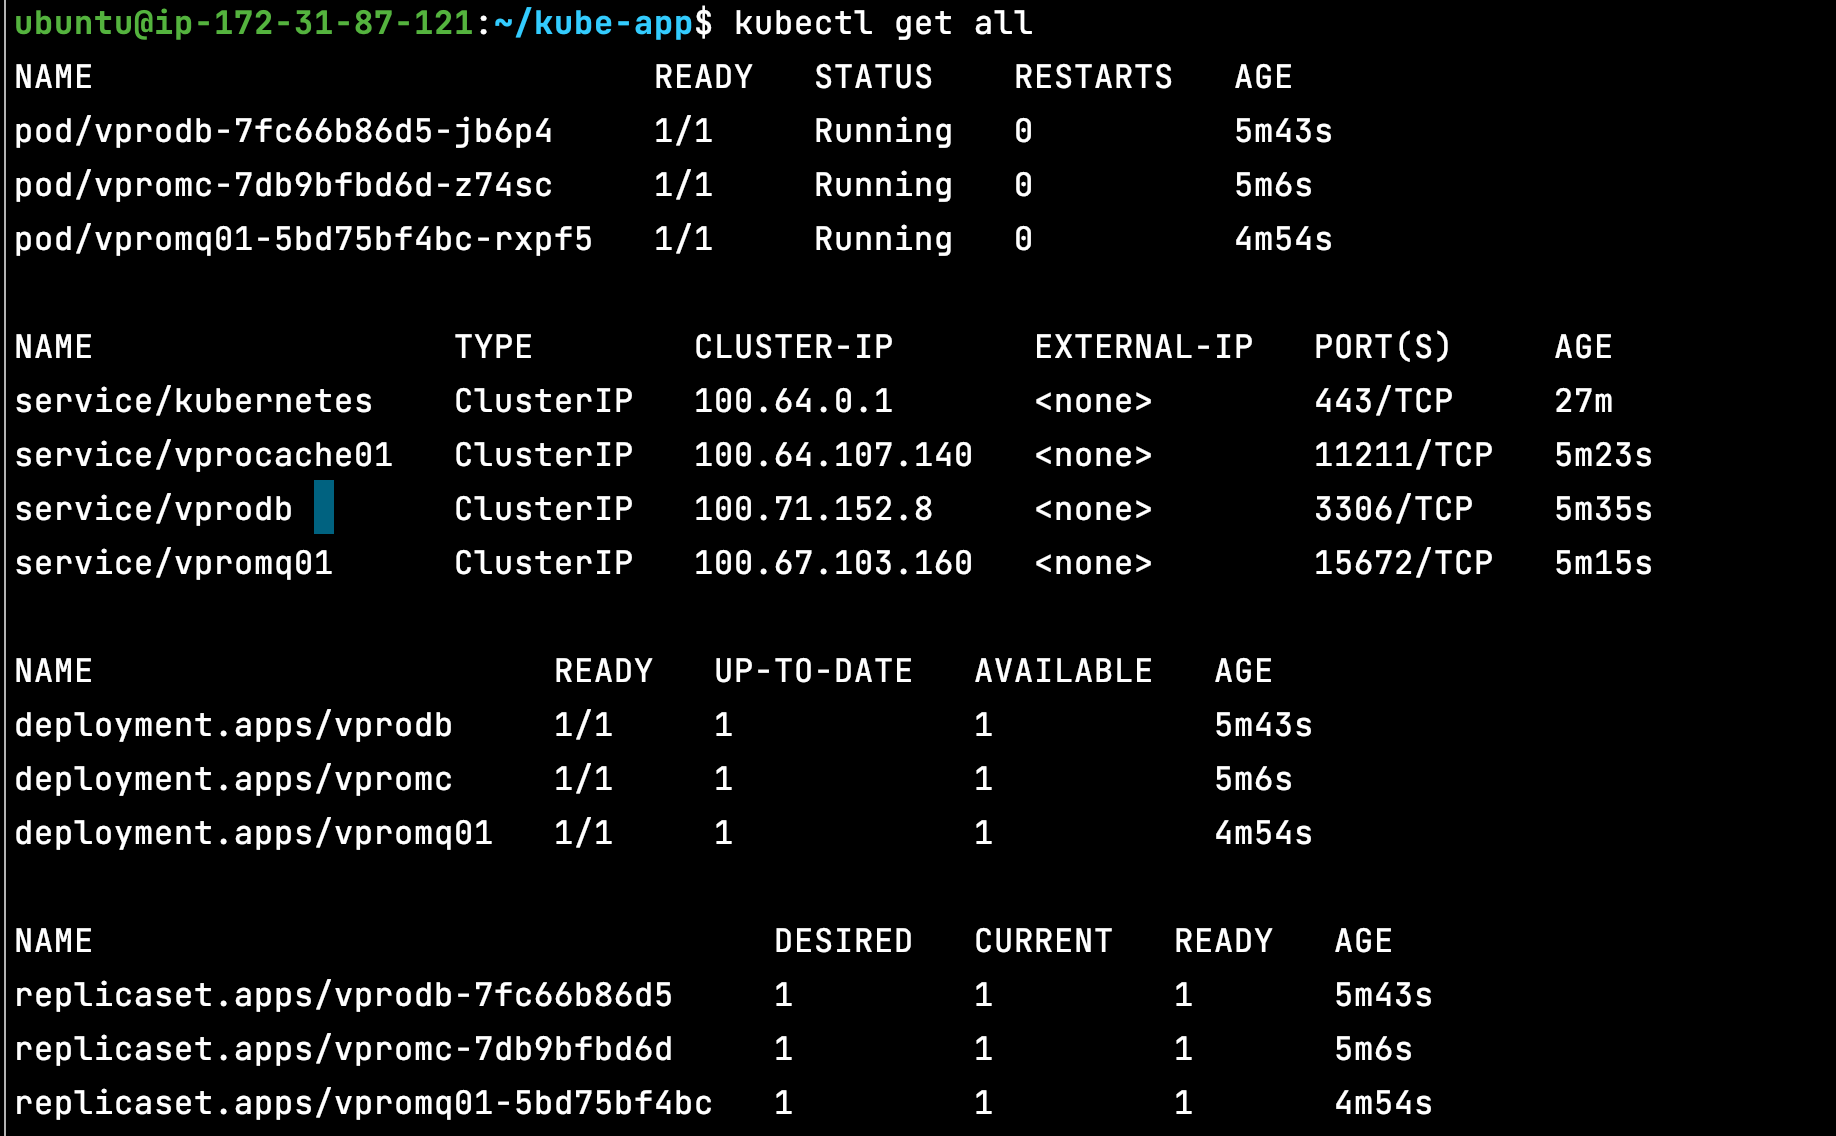 ubuntu@ip-172-31-87-121:~/kube-app$ kubectl get all
NAME                            READY   STATUS    RESTARTS   AGE
pod/vprodb-7fc66b86d5-jb6p4     1/1     Running   0          5m43s
pod/vpromc-7db9bfbd6d-z74sc     1/1     Running   0          5m6s
pod/vpromq01-5bd75bf4bc-rxpf5   1/1     Running   0          4m54s

NAME                  TYPE        CLUSTER-IP       EXTERNAL-IP   PORT(S)     AGE
service/kubernetes    ClusterIP   100.64.0.1       <none>        443/TCP     27m
service/vprocache01   ClusterIP   100.64.107.140   <none>        11211/TCP   5m23s
service/vprodb        ClusterIP   100.71.152.8     <none>        3306/TCP    5m35s
service/vpromq01      ClusterIP   100.67.103.160   <none>        15672/TCP   5m15s

NAME                       READY   UP-TO-DATE   AVAILABLE   AGE
deployment.apps/vprodb     1/1     1            1           5m43s
deployment.apps/vpromc     1/1     1            1           5m6s
deployment.apps/vpromq01   1/1     1            1           4m54s

NAME                                  DESIRED   CURRENT   READY   AGE
replicaset.apps/vprodb-7fc66b86d5     1         1         1       5m43s
replicaset.apps/vpromc-7db9bfbd6d     1         1         1       5m6s
replicaset.apps/vpromq01-5bd75bf4bc   1         1         1       4m54s